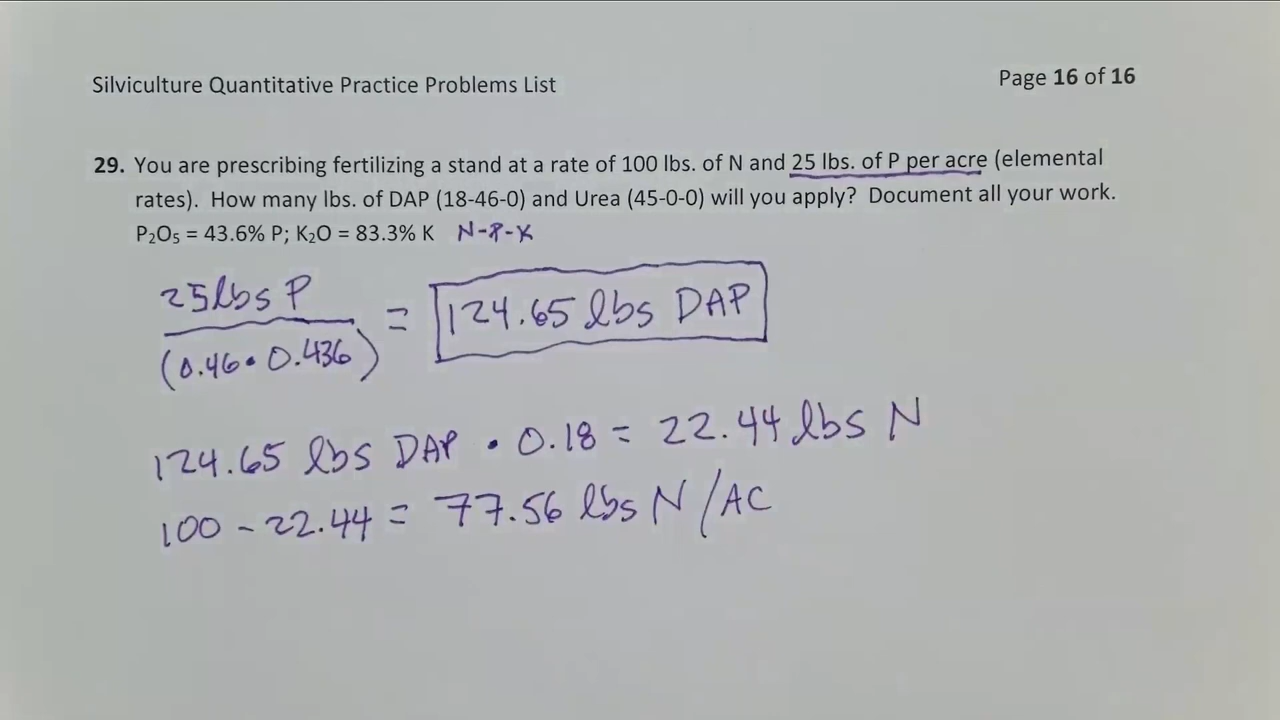 Silviculture Quantitative Practice Problems List
Page 16 of 16
29. You are prescribing fertilizing a stand at a rate of 100 lbs. of N and 25 lbs. of P per acre (elemental
rates). How many lbs. of DAP (18-46-0) and Urea (45-0-0) will you apply? Document all your work.
P₂O₅ = 43.6% P; K₂O = 83.3% K N-P-K
25 lbs P
(0.46 • 0.436)
= 124.65 lbs DAP
124.65 lbs DAP • 0.18 = 22.44 lbs N
100 - 22.44 = 77.56 lbs N/AC